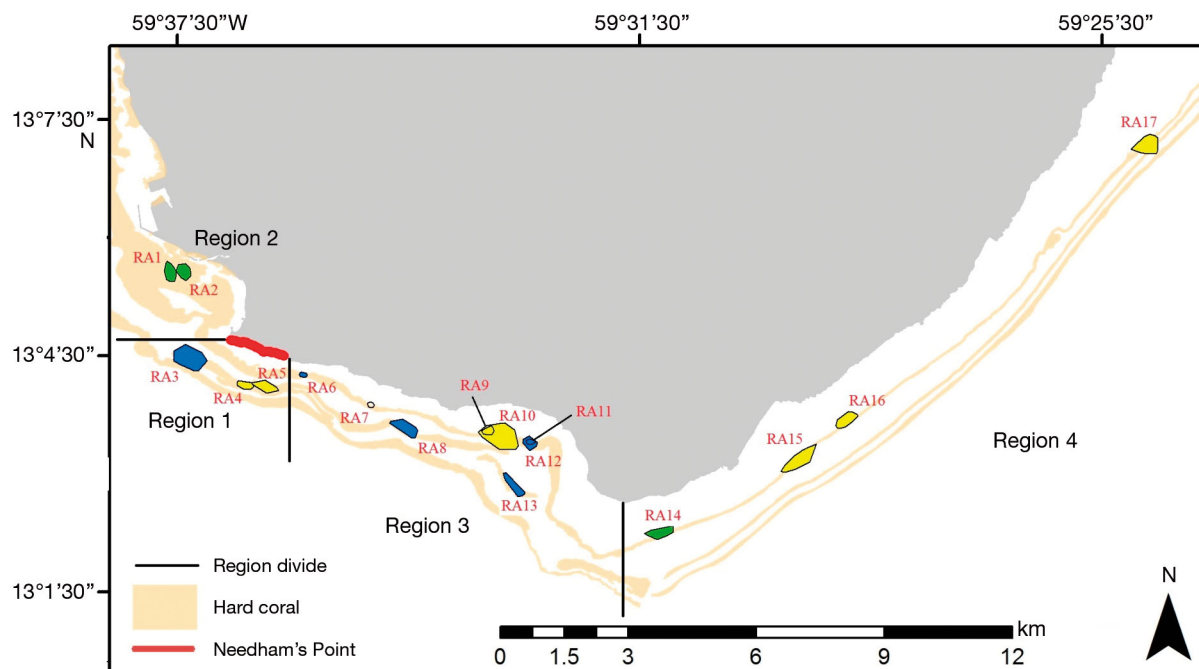 59°37'30”W
59°31'30”
59°25'30”
13°7'30”
N
13°4'30”
13°1'30”
RA17
Region 2
RA1
RA2
RA3
RA4
RA5
RA6
RA7
RA8
RA9
RA10
RA11
RA12
RA13
Region 1
Region 3
RA14
RA15
RA16
Region 4
Region divide
Hard coral
Needham’s Point
N
km
0 1.5 3 6 9 12